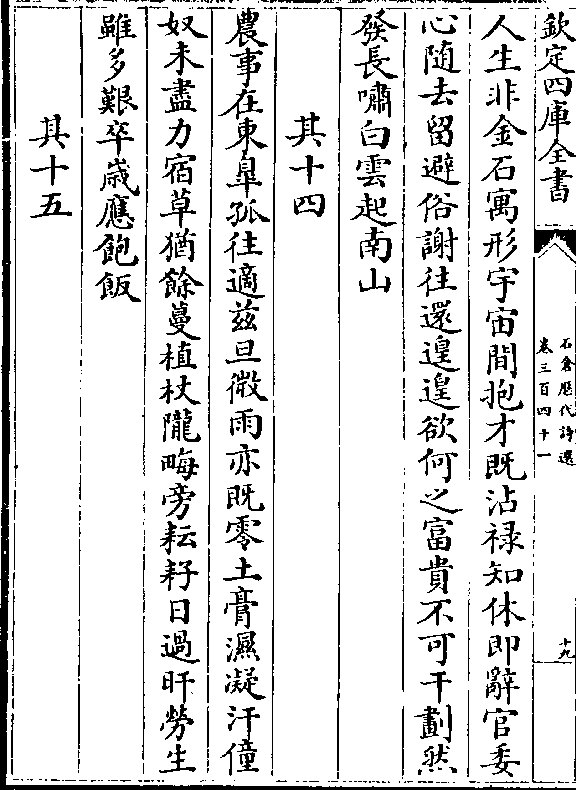 欽定四庫全書
石倉歷代詩選
卷三百四十一
十九
人生非金石寓形宇宙間抱才既沾祿知休即辭官委
心隨去留避俗謝往還遑遑欲何之富貴不可干劃然
發長嘯白雲起南山
其十四
農事在東皐孤往適兹旦微雨亦既零土膏濕凝汗僮
奴未盡力宿草猶餘蔓植杖隴畮旁耘耔日過旰勞生
雖多艱卒歲應飽飯
其十五